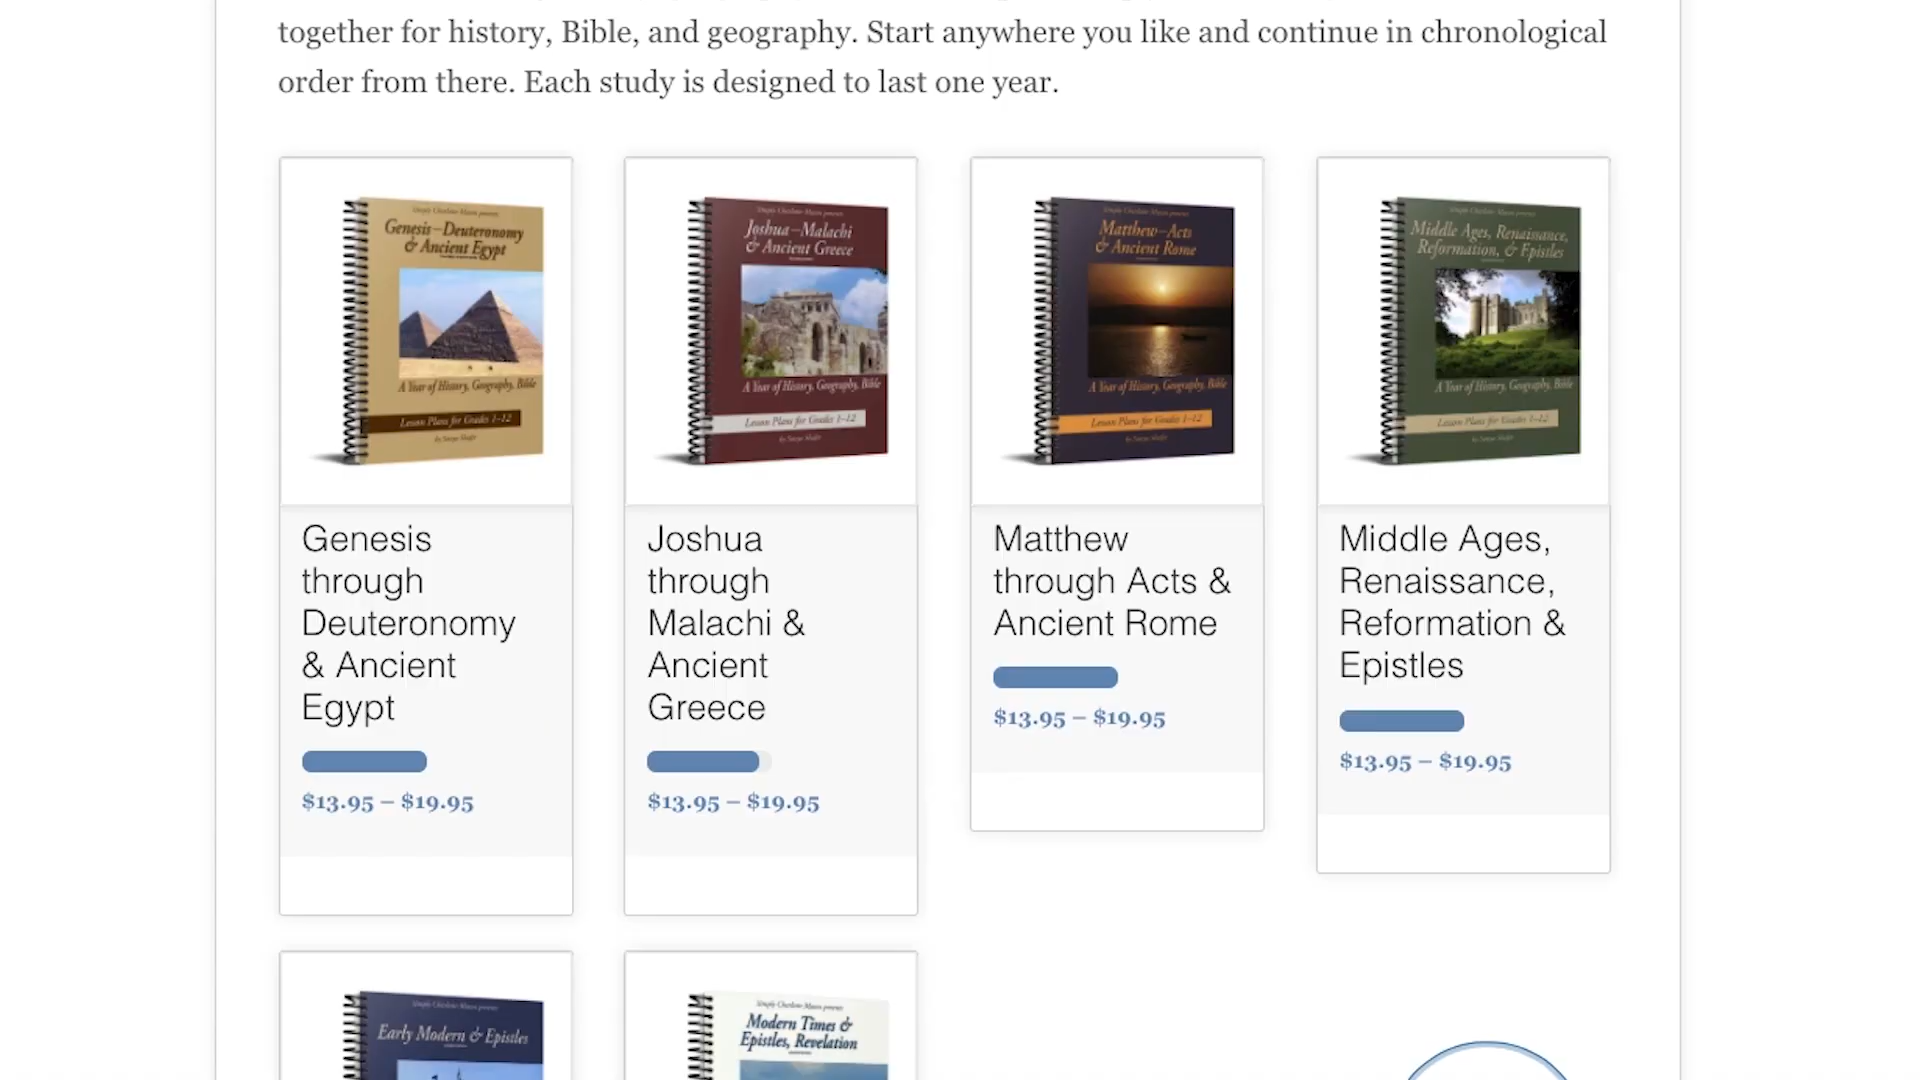 together for history, Bible, and geography. Start anywhere you like and continue in chronological
order from there. Each study is designed to last one year.
Simply Charlotte Mason presents
Genesis–Deuteronomy
& Ancient Egypt
A Year of History, Geography, Bible
Lesson Plans for Grades 1–12
by Sonya Shafer
Genesis
through
Deuteronomy
& Ancient
Egypt
$13.95 – $19.95
Simply Charlotte Mason presents
Joshua–Malachi
& Ancient Greece
A Year of History, Geography, Bible
Lesson Plans for Grades 1–12
by Sonya Shafer
Joshua
through
Malachi &
Ancient
Greece
$13.95 – $19.95
Simply Charlotte Mason presents
Matthew–Acts
& Ancient Rome
A Year of History, Geography, Bible
Lesson Plans for Grades 1–12
by Sonya Shafer
Matthew
through Acts &
Ancient Rome
$13.95 – $19.95
Simply Charlotte Mason presents
Middle Ages, Renaissance,
Reformation, & Epistles
A Year of History, Geography, Bible
Lesson Plans for Grades 1–12
by Sonya Shafer
Middle Ages,
Renaissance,
Reformation &
Epistles
$13.95 – $19.95
Simply Charlotte Mason presents
Early Modern & Epistles
Simply Charlotte Mason presents
Modern Times &
Epistles, Revelation